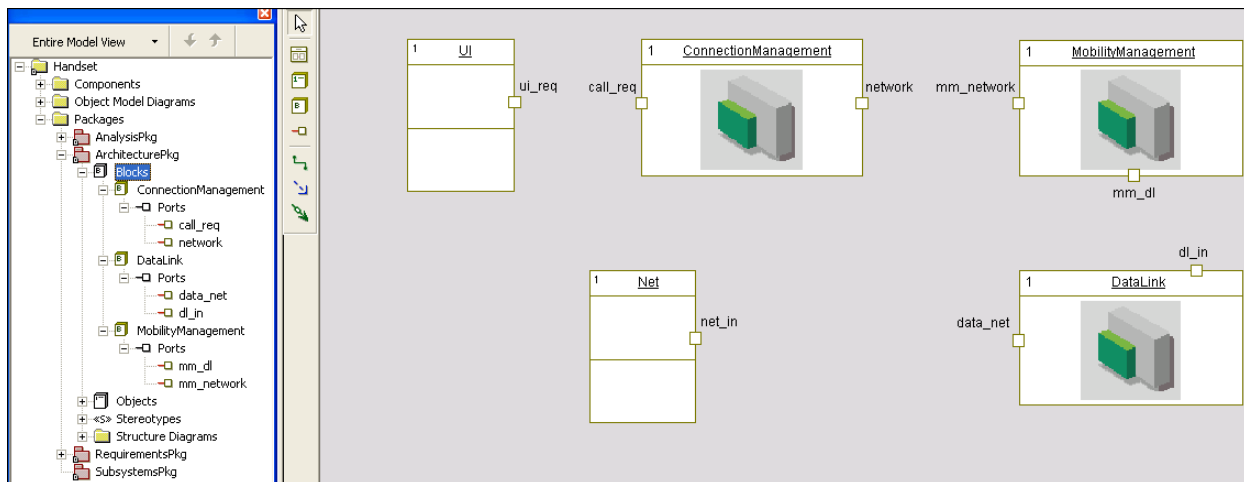 Entire Model View
Handset
Components
Object Model Diagrams
Packages
AnalysisPkg
ArchitecturePkg
Blocks
B ConnectionManagement
Ports
call_req
network
B DataLink
Ports
data_net
dl_in
B MobilityManagement
Ports
mm_dl
mm_network
Objects
«S» Stereotypes
Structure Diagrams
RequirementsPkg
SubsystemsPkg
B
1 UI
ui_req
1 ConnectionManagement
call_req
network
1 MobilityManagement
mm_network
mm_dl
1 Net
net_in
dl_in
1 DataLink
data_net